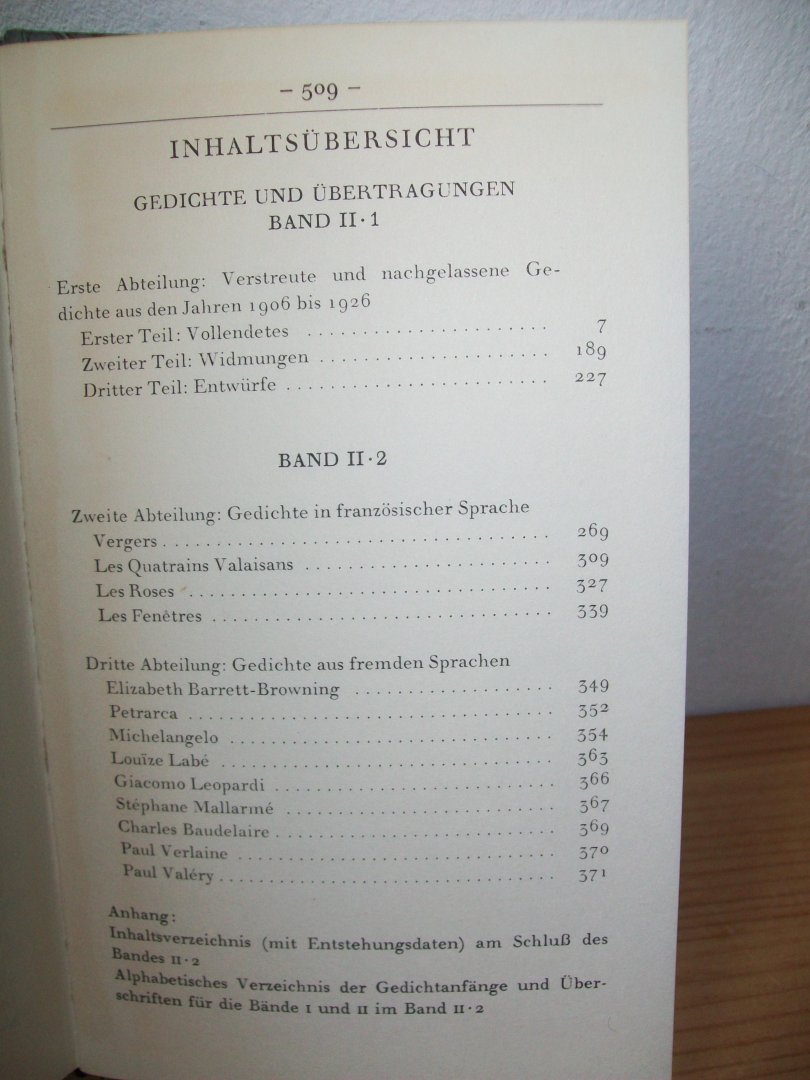 – 509 –
INHALTSÜBERSICHT
GEDICHTE UND ÜBERTRAGUNGEN
BAND II·1
Erste Abteilung: Verstreute und nachgelassene Ge-
dichte aus den Jahren 1906 bis 1926
Erster Teil: Vollendetes . . . . . . . . . . . . . . . . . . . . . . 7
Zweiter Teil: Widmungen . . . . . . . . . . . . . . . . . . . . . 189
Dritter Teil: Entwürfe . . . . . . . . . . . . . . . . . . . . . . . 227
BAND II·2
Zweite Abteilung: Gedichte in französischer Sprache
Vergers . . . . . . . . . . . . . . . . . . . . . . . . . . . . . . . . 269
Les Quatrains Valaisans . . . . . . . . . . . . . . . . . . . . . . 309
Les Roses . . . . . . . . . . . . . . . . . . . . . . . . . . . . . . 327
Les Fenêtres . . . . . . . . . . . . . . . . . . . . . . . . . . . . 339
Dritte Abteilung: Gedichte aus fremden Sprachen
Elizabeth Barrett-Browning . . . . . . . . . . . . . . . . . . . 349
Petrarca . . . . . . . . . . . . . . . . . . . . . . . . . . . . . . 352
Michelangelo . . . . . . . . . . . . . . . . . . . . . . . . . . . 354
Louïze Labé . . . . . . . . . . . . . . . . . . . . . . . . . . . . 363
Giacomo Leopardi . . . . . . . . . . . . . . . . . . . . . . . . . 366
Stéphane Mallarmé . . . . . . . . . . . . . . . . . . . . . . . . 367
Charles Baudelaire . . . . . . . . . . . . . . . . . . . . . . . . 369
Paul Verlaine . . . . . . . . . . . . . . . . . . . . . . . . . . . 370
Paul Valéry . . . . . . . . . . . . . . . . . . . . . . . . . . . . 371
Anhang:
Inhaltsverzeichnis (mit Entstehungsdaten) am Schluß des
Bandes II·2
Alphabetisches Verzeichnis der Gedichtanfänge und Über-
schriften für die Bände I und II im Band II·2